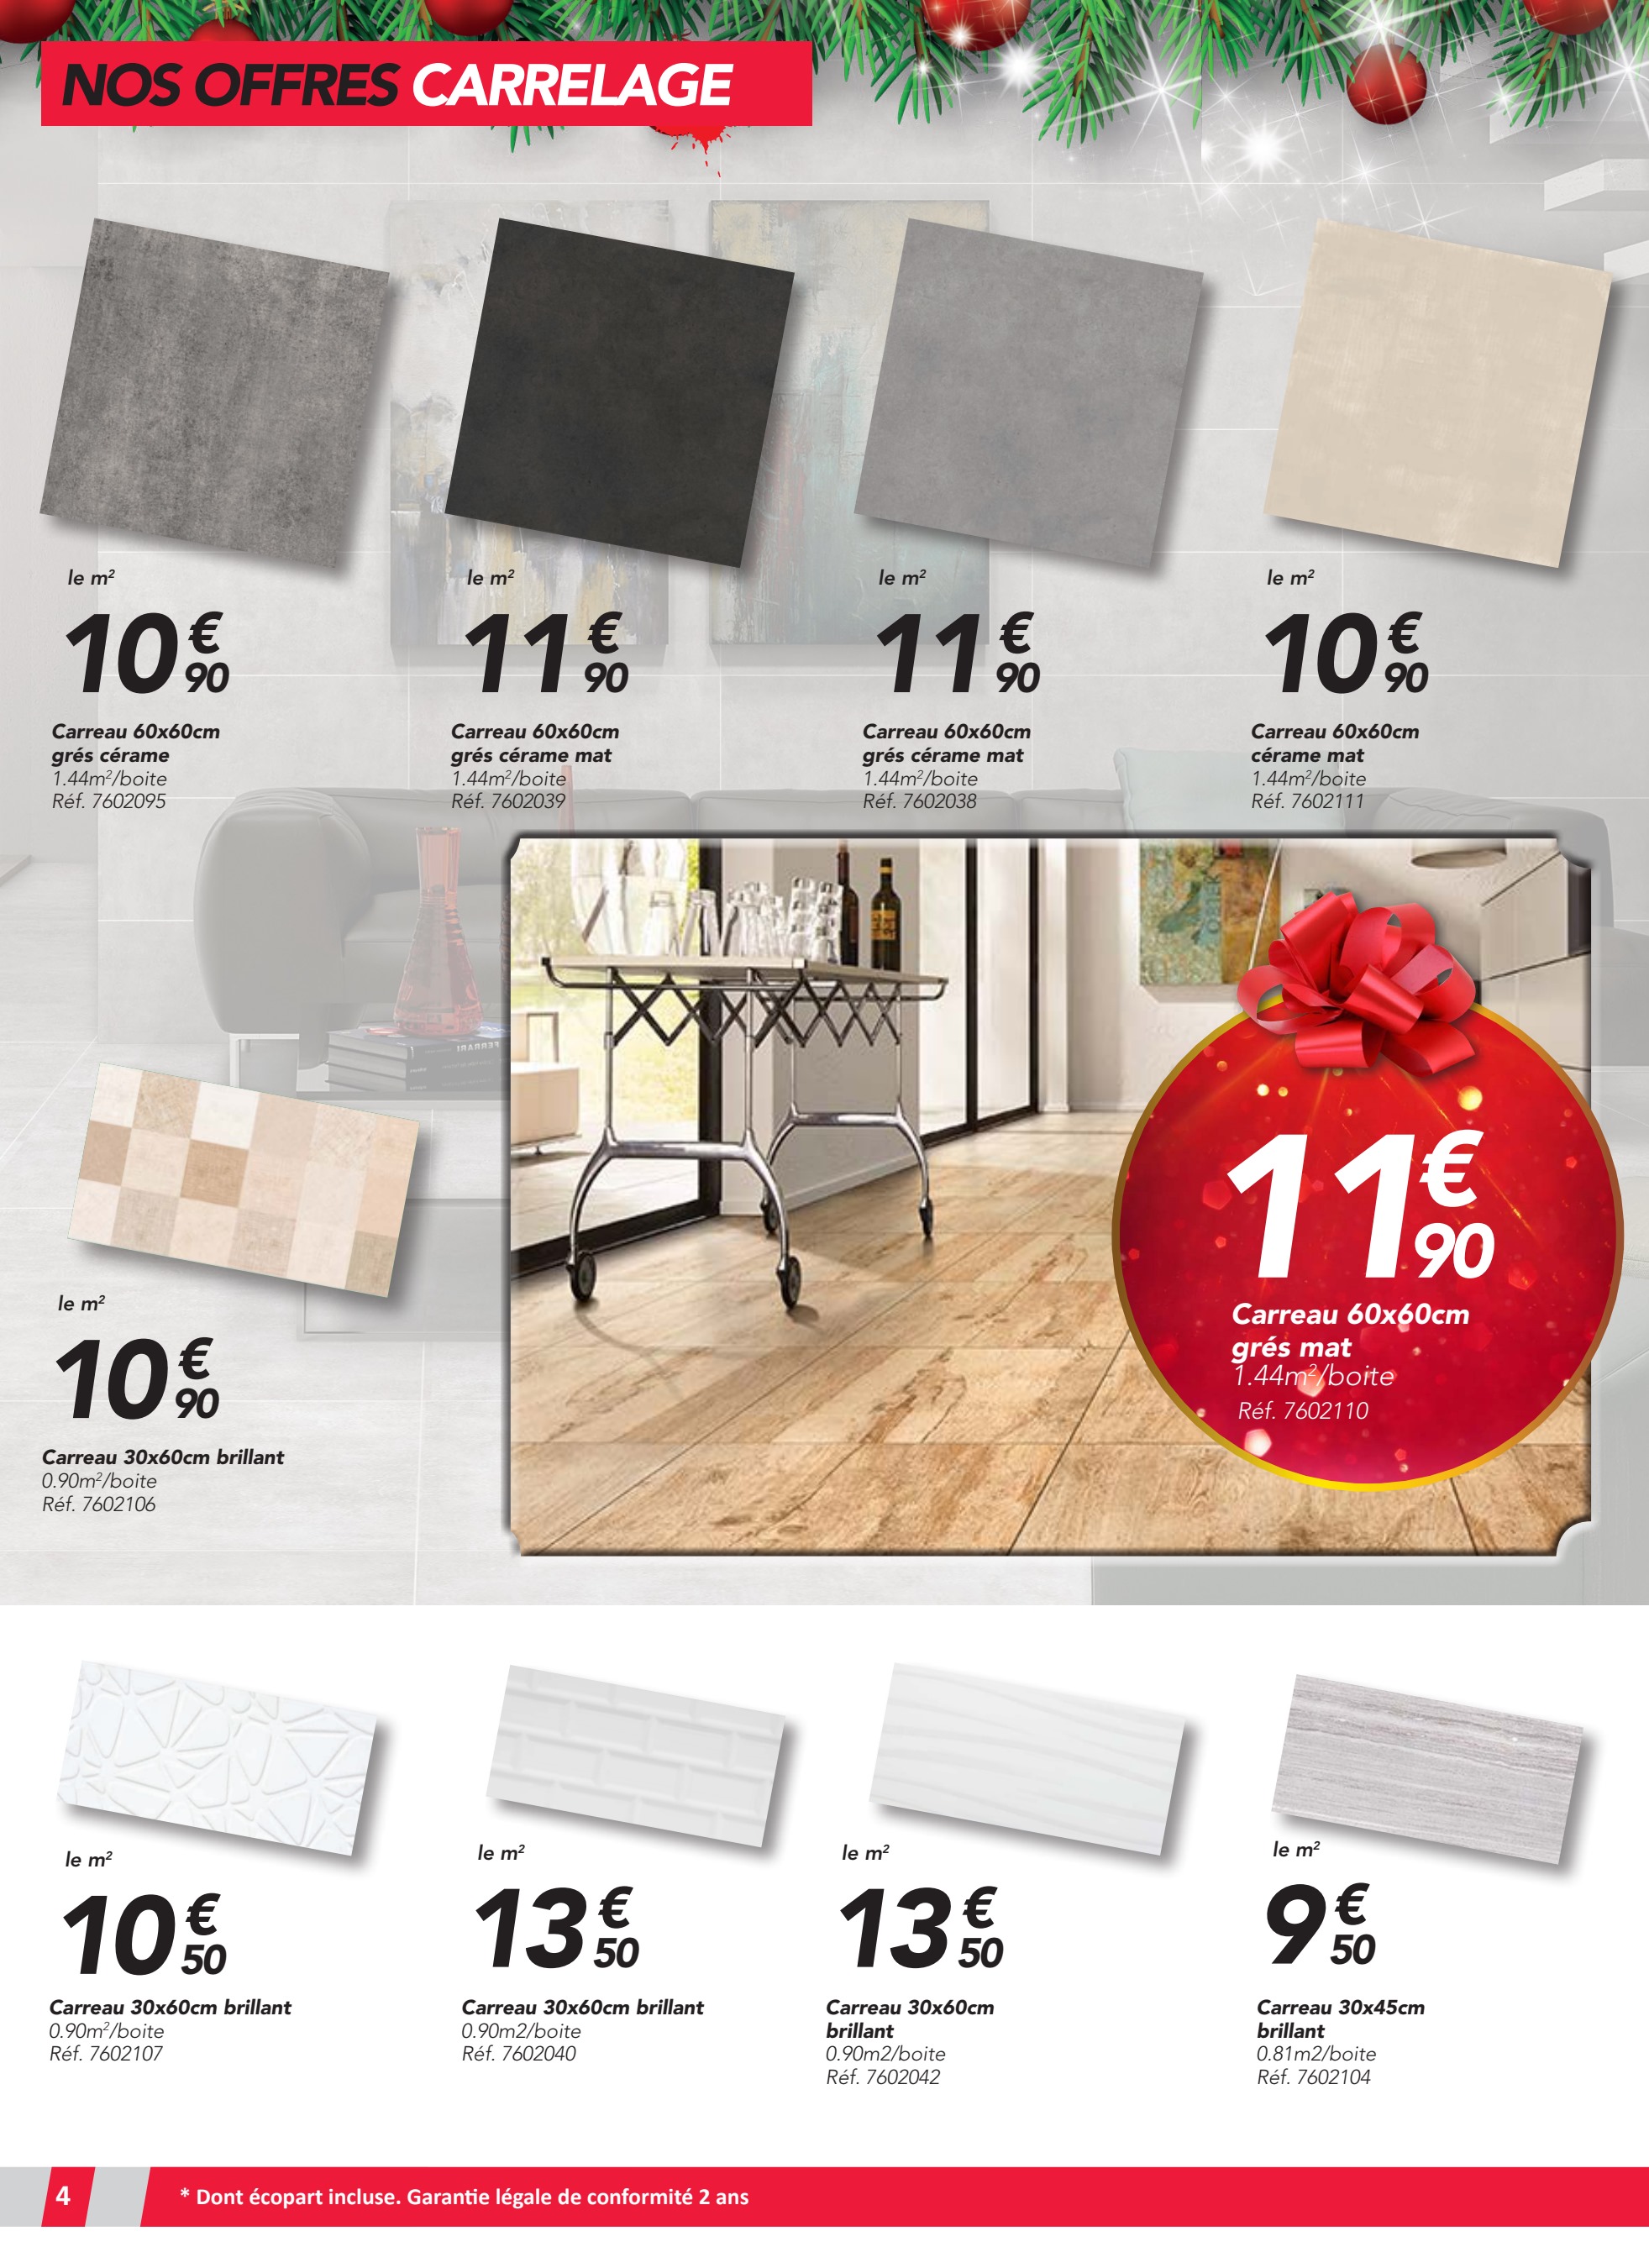 NOS OFFRES CARRELAGE
le m²
10€90
Carreau 60x60cm
grés cérame
1.44m²/boite
Réf. 7602095
le m²
11€90
Carreau 60x60cm
grés cérame mat
1.44m²/boite
Réf. 7602039
le m²
11€90
Carreau 60x60cm
grés cérame mat
1.44m²/boite
Réf. 7602038
le m²
10€90
Carreau 60x60cm
cérame mat
1.44m²/boite
Réf. 7602111
FERRARI
le m²
10€90
Carreau 30x60cm brillant
0.90m²/boite
Réf. 7602106
11€90
Carreau 60x60cm
grés mat
1.44m²/boite
Réf. 7602110
le m²
10€50
Carreau 30x60cm brillant
0.90m²/boite
Réf. 7602107
le m²
13€50
Carreau 30x60cm brillant
0.90m2/boite
Réf. 7602040
le m²
13€50
Carreau 30x60cm
brillant
0.90m2/boite
Réf. 7602042
le m²
9€50
Carreau 30x45cm
brillant
0.81m2/boite
Réf. 7602104
4
* Dont écopart incluse. Garantie légale de conformité 2 ans